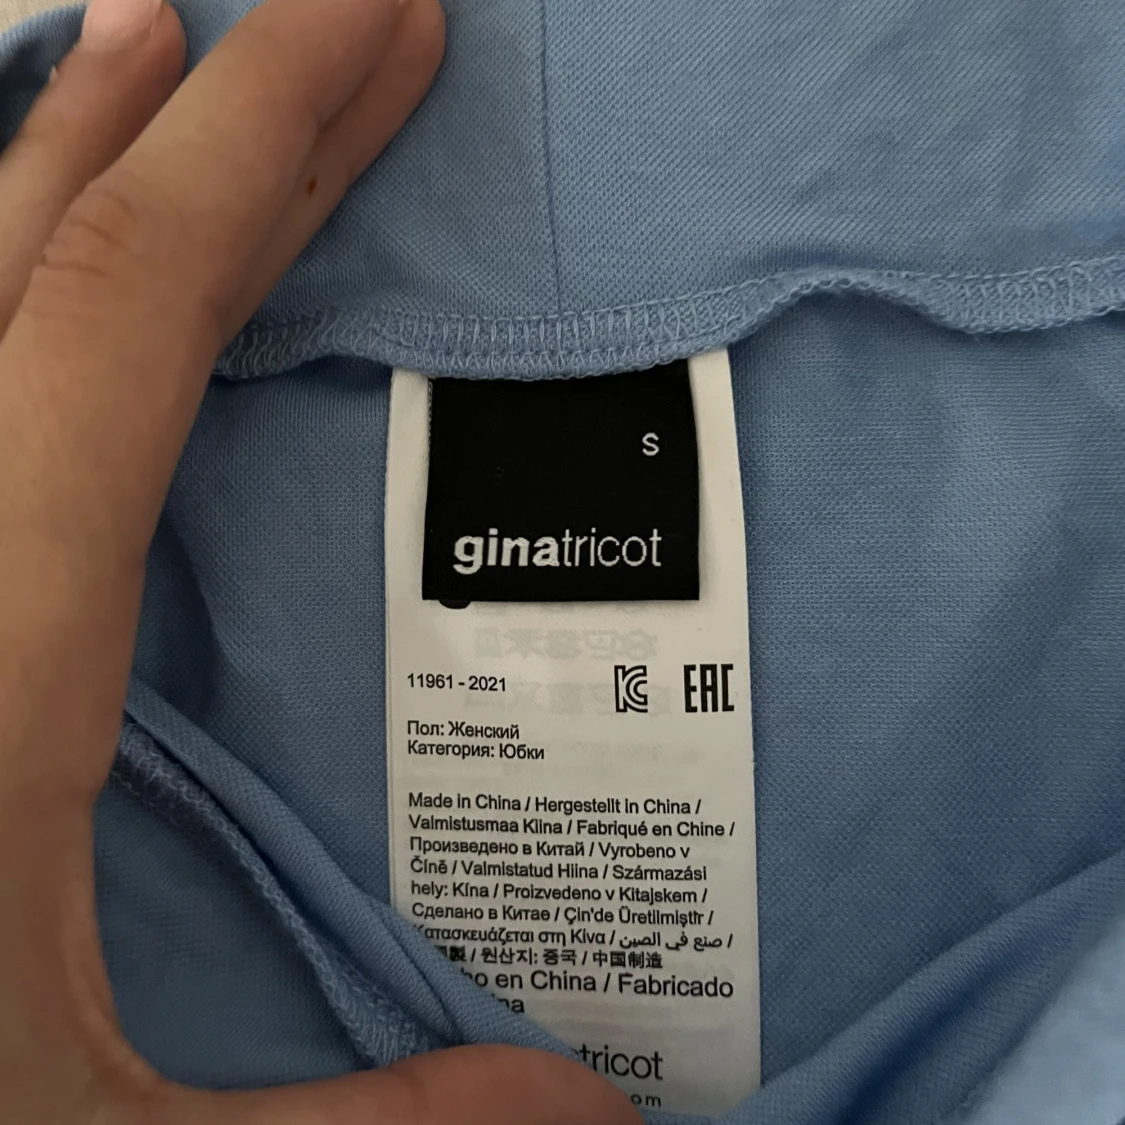 S
ginatricot
11961 - 2021
EAC
Пол: Женский
Категория: Юбки
Made in China / Hergestellt in China /
Valmistusmaa Kiina / Fabriqué en Chine /
Произведено в Китай / Vyrobeno v
Číně / Valmistatud Hiina / Származási
hely: Kína / Proizvedeno v Kitajskem /
Сделано в Китае / Çin'de Üretilmiştir /
Κατασκευάζεται στη Κίνα / صنع في الصين /
製 / 원산지: 중국 / 中国制造
en China / Fabricado
tricot